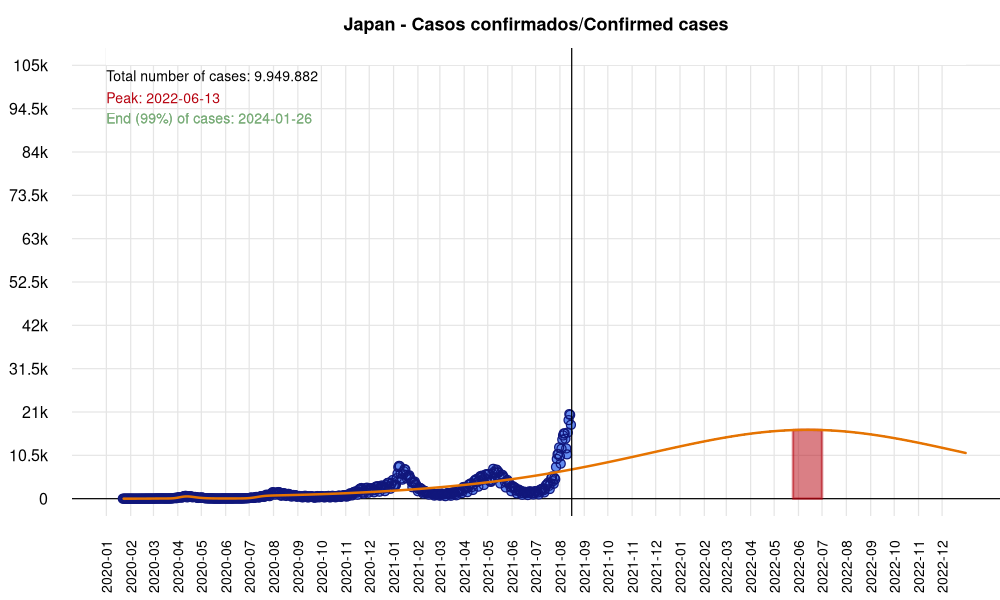 Japan - Casos confirmados/Confirmed cases
Total number of cases: 9.949.882
Peak: 2022-06-13
End (99%) of cases: 2024-01-26
105k
94.5k
84k
73.5k
63k
52.5k
42k
31.5k
21k
10.5k
0
2020-01
2020-02
2020-03
2020-04
2020-05
2020-06
2020-07
2020-08
2020-09
2020-10
2020-11
2020-12
2021-01
2021-02
2021-03
2021-04
2021-05
2021-06
2021-07
2021-08
2021-09
2021-10
2021-11
2021-12
2022-01
2022-02
2022-03
2022-04
2022-05
2022-06
2022-07
2022-08
2022-09
2022-10
2022-11
2022-12